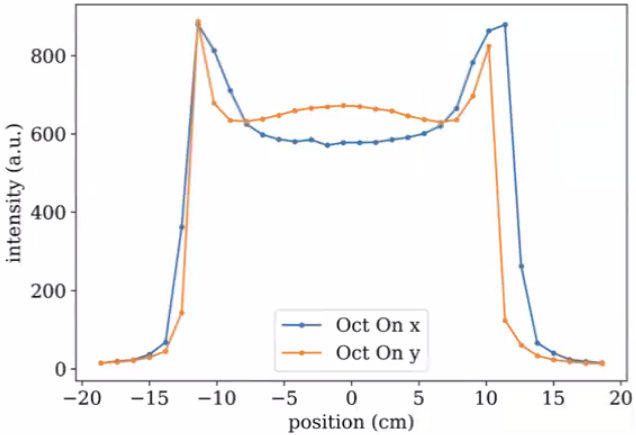 800
600
400
200
0
intensity (a.u.)
Oct On x
Oct On y
−20 −15 −10 −5 0 5 10 15 20
position (cm)